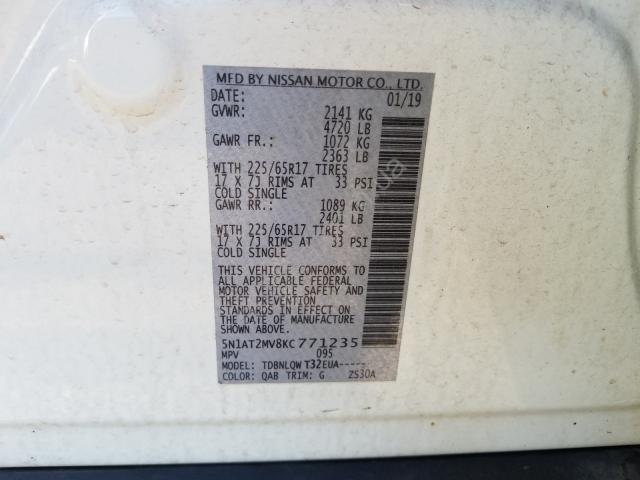 MFD BY NISSAN MOTOR CO., LTD.
DATE: 01/19
GVWR: 2141 KG
4720 LB
GAWR FR.: 1072 KG
2363 LB
WITH 225/65R17 TIRES
17 X 7J RIMS AT 33 PSI
COLD SINGLE
GAWR RR.: 1089 KG
2401 LB
WITH 225/65R17 TIRES
17 X 7J RIMS AT 33 PSI
COLD SINGLE
THIS VEHICLE CONFORMS TO
ALL APPLICABLE FEDERAL
MOTOR VEHICLE SAFETY AND
THEFT PREVENTION
STANDARDS IN EFFECT ON
THE DATE OF MANUFACTURE
SHOWN ABOVE.
5N1AT2MV8KC771235
MPV 095
MODEL: TDBNLQW T32EUA-----
COLOR: QAB TRIM: G ZS30A